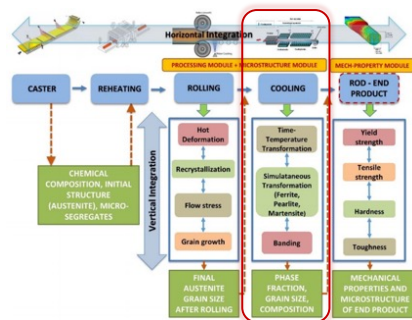 Horizontal Integration
PROCESSING MODULE + MICROSTRUCTURE MODULE
MECH-PROPERTY MODULE
CASTER
REHEATING
ROLLING
COOLING
ROD - END
PRODUCT
Vertical Integration
CHEMICAL
COMPOSITION, INITIAL
STRUCTURE
(AUSTENITE), MICRO-
SEGREGATES
Hot
Deformation
Recrystallization
Flow stress
Grain growth
FINAL
AUSTENITE
GRAIN SIZE
AFTER ROLLING
Time-
Temperature
Transformation
Simulataneous
Transformation
(Ferrite,
Pearlite,
Martensite)
Banding
PHASE
FRACTION,
GRAIN SIZE,
COMPOSITION
Yield
strength
Tensile
strength
Hardness
Toughness
MECHANICAL
PROPERTIES AND
MICROSTRUCTURE
OF END PRODUCT